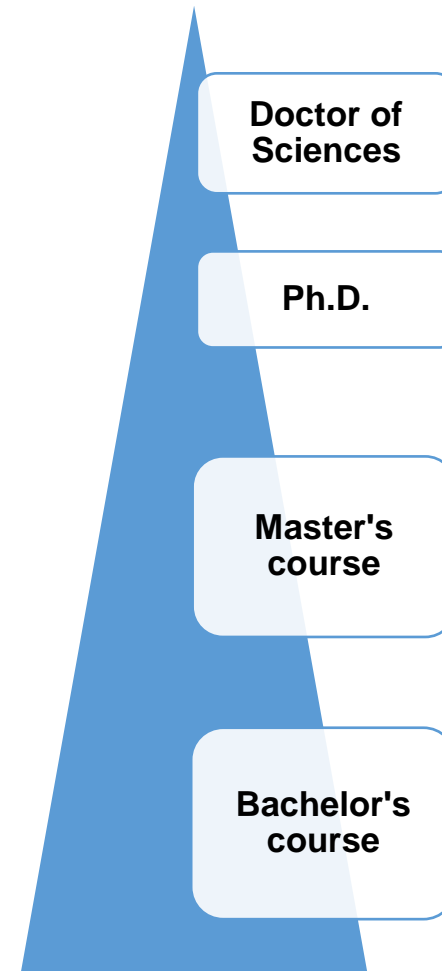 Doctor of
Sciences
Ph.D.
Master's
course
Bachelor's
course